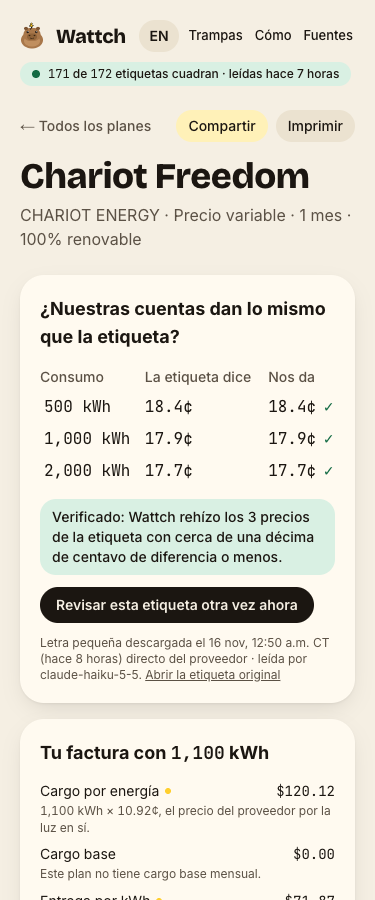 Wattch EN Trampas Cómo Fuentes
171 de 172 etiquetas cuadran · leídas hace 7 horas
← Todos los planes Compartir Imprimir
Chariot Freedom
CHARIOT ENERGY · Precio variable · 1 mes ·
100% renovable
¿Nuestras cuentas dan lo mismo
que la etiqueta?
Consumo La etiqueta dice Nos da
500 kWh 18.4¢ 18.4¢ ✓
1,000 kWh 17.9¢ 17.9¢ ✓
2,000 kWh 17.7¢ 17.7¢ ✓
Verificado: Wattch rehízo los 3 precios
de la etiqueta con cerca de una décima
de centavo de diferencia o menos.
Revisar esta etiqueta otra vez ahora
Letra pequeña descargada el 16 nov, 12:50 a.m. CT
(hace 8 horas) directo del proveedor · leída por
claude-haiku-5-5. Abrir la etiqueta original
Tu factura con 1,100 kWh
Cargo por energía $120.12
1,100 kWh × 10.92¢, el precio del proveedor por la
luz en sí.
Cargo base $0.00
Este plan no tiene cargo base mensual.
Entrega por kWh $71.87